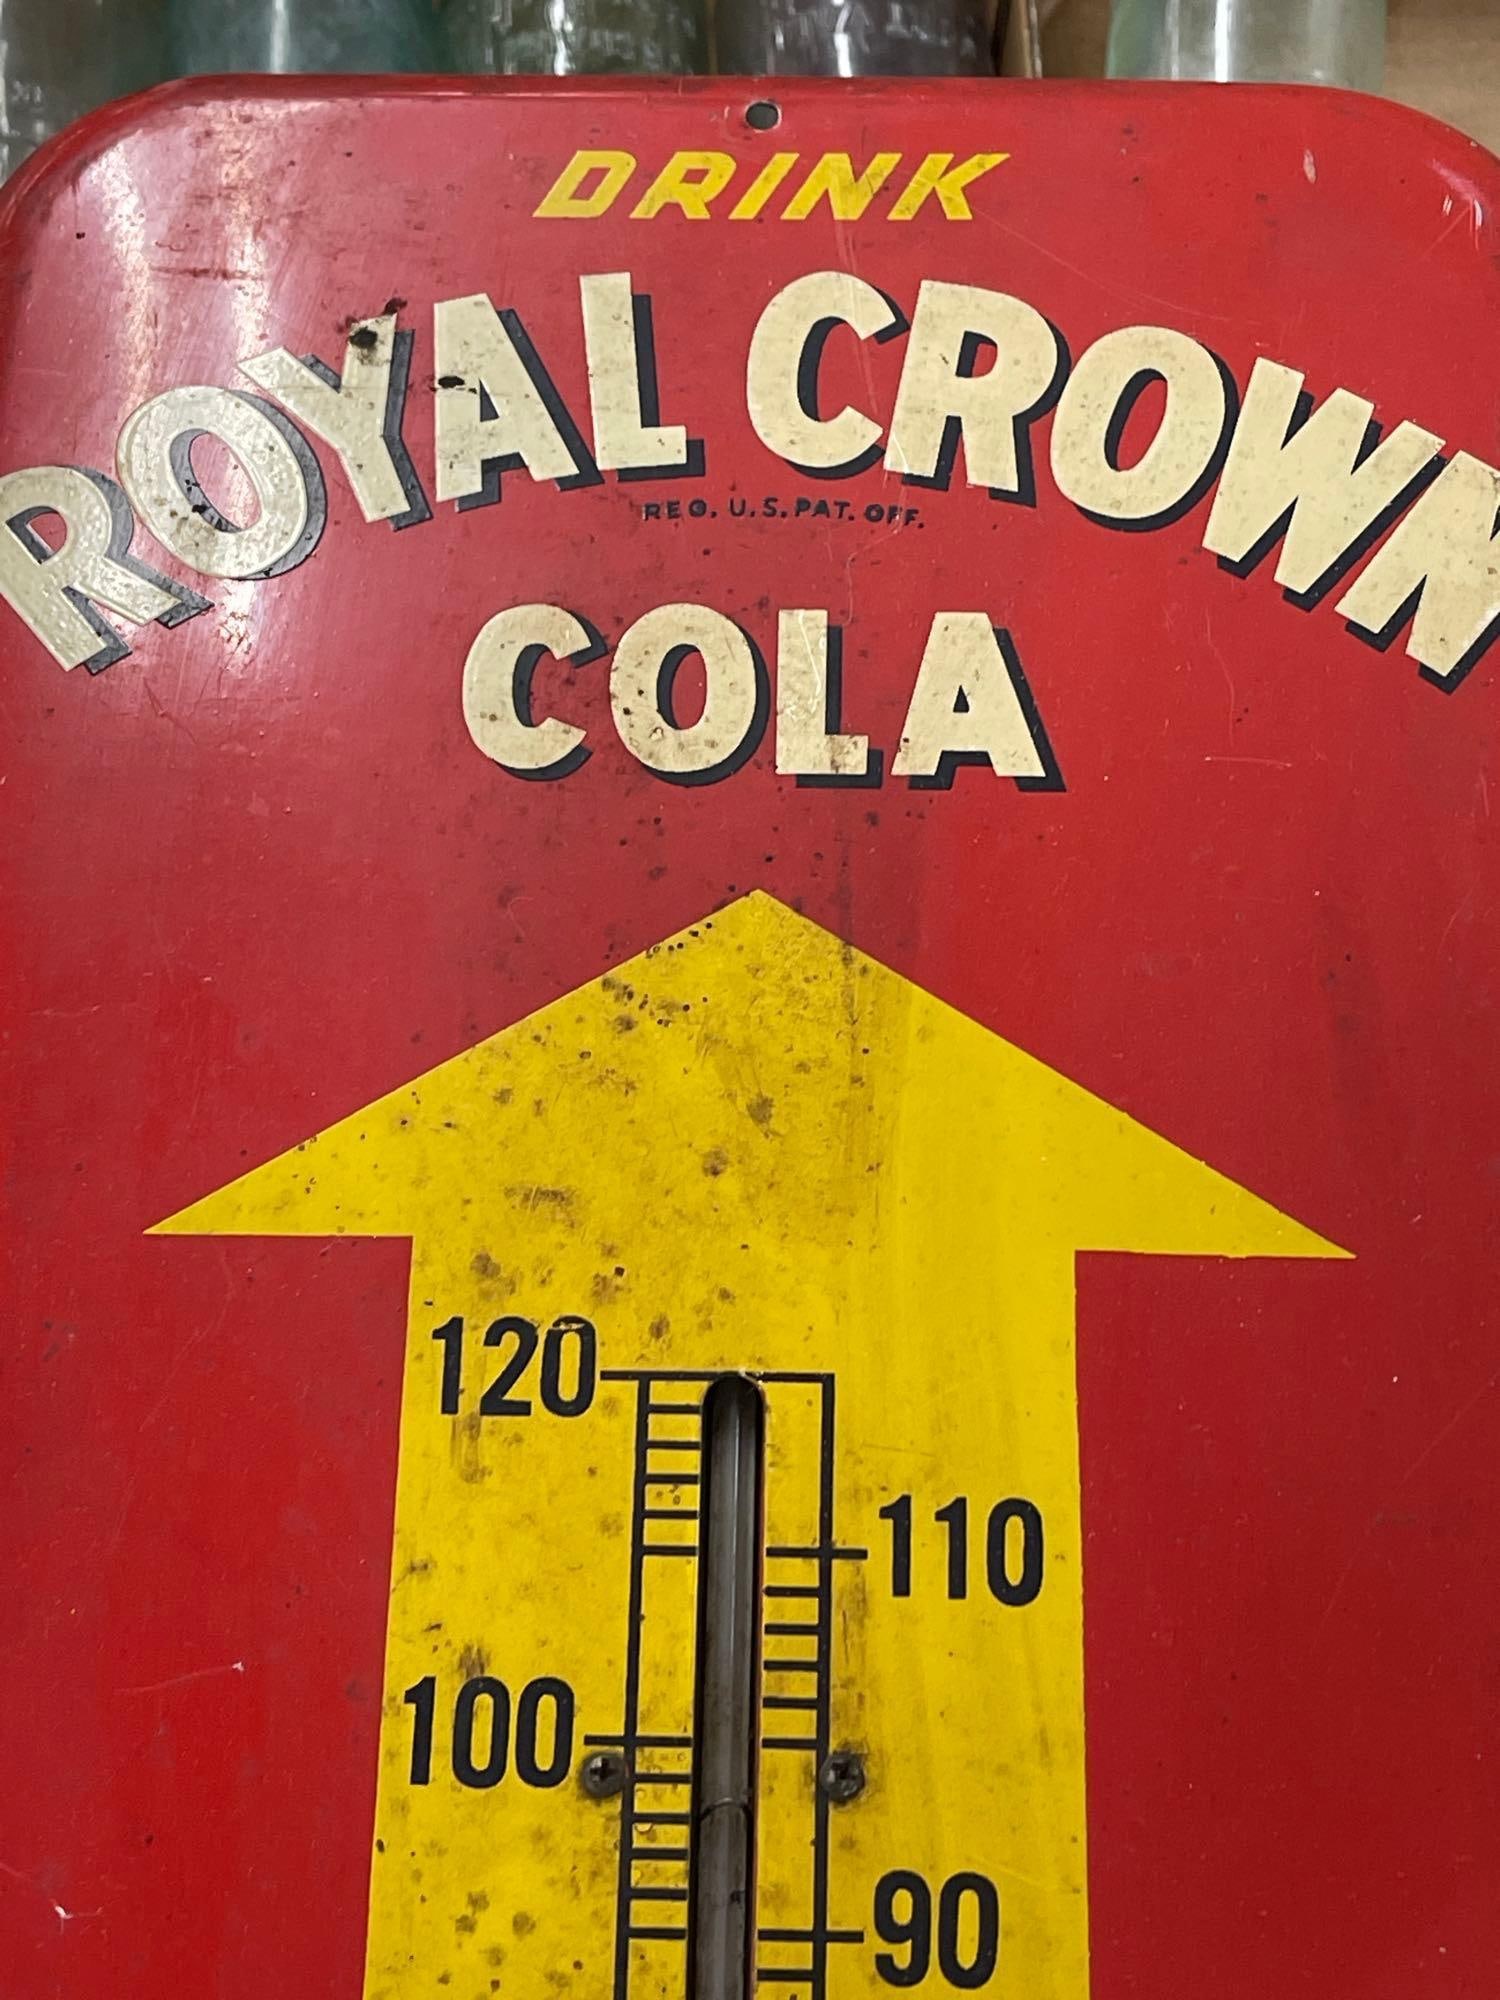 DRINK
ROYAL CROWN
REG. U.S. PAT. OFF.
COLA
120
110
100
90